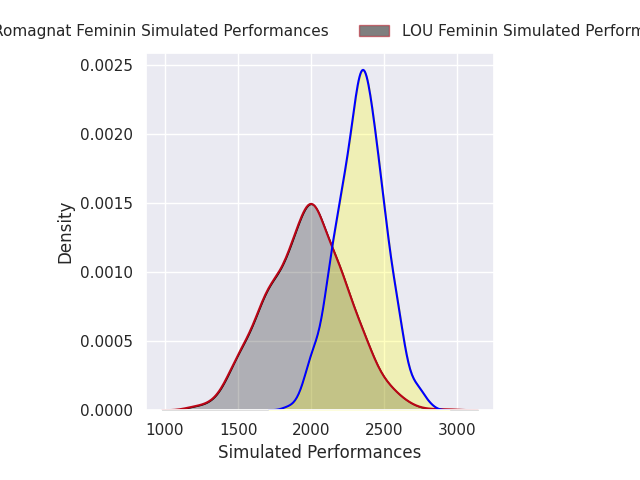 Romagnat Feminin Simulated Performances LOU Feminin Simulated Perform
0.0025
0.0020
0.0015
0.0010
0.0005
0.0000
Density
1000 1500 2000 2500 3000
Simulated Performances